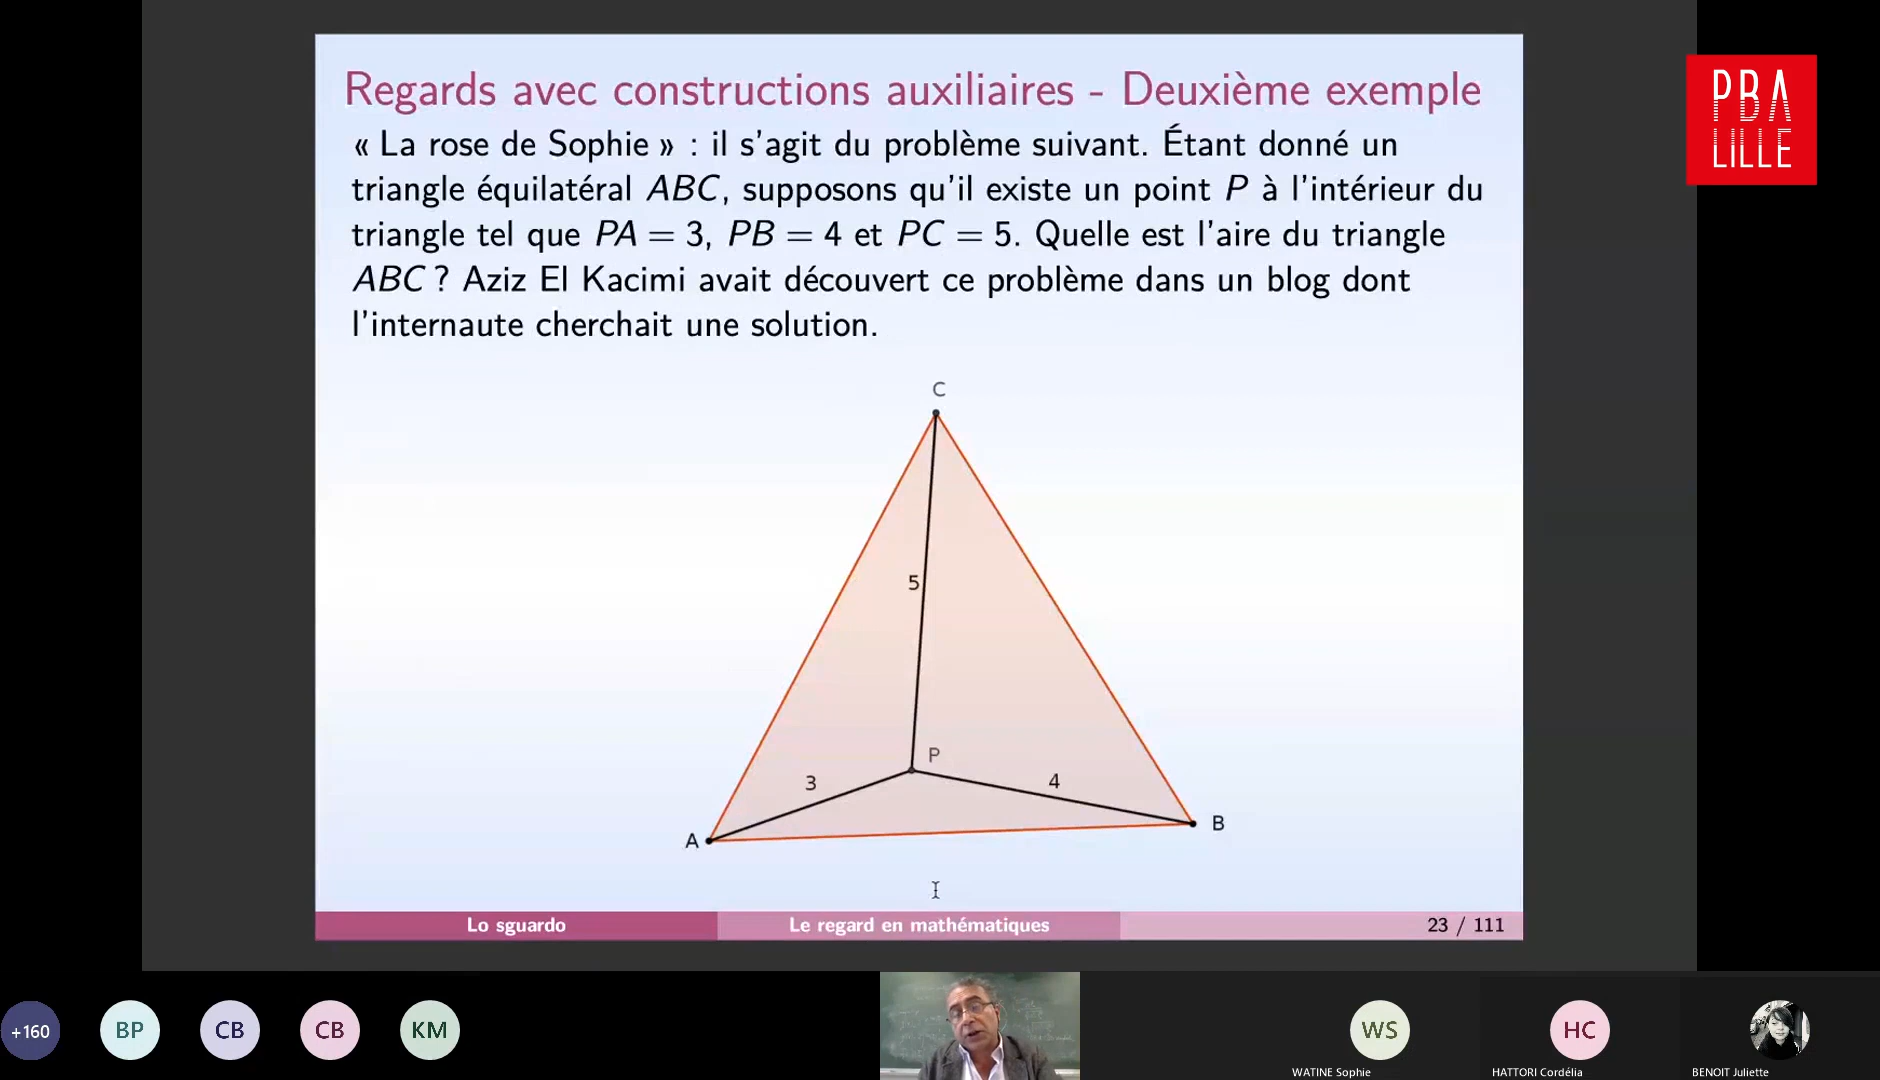 Regards avec constructions auxiliaires - Deuxième exemple
« La rose de Sophie » : il s'agit du problème suivant. Étant donné un
triangle équilatéral ABC, supposons qu'il existe un point P à l'intérieur du
triangle tel que PA = 3, PB = 4 et PC = 5. Quelle est l'aire du triangle
ABC ? Aziz El Kacimi avait découvert ce problème dans un blog dont
l'internaute cherchait une solution.
PBA
LILLE
C
5
P
3
4
A
B
Lo sguardo
Le regard en mathématiques
23 / 111
+160
BP
CB
CB
KM
WS
HC
WATINE Sophie
HATTORI Cordélia
BENOIT Juliette